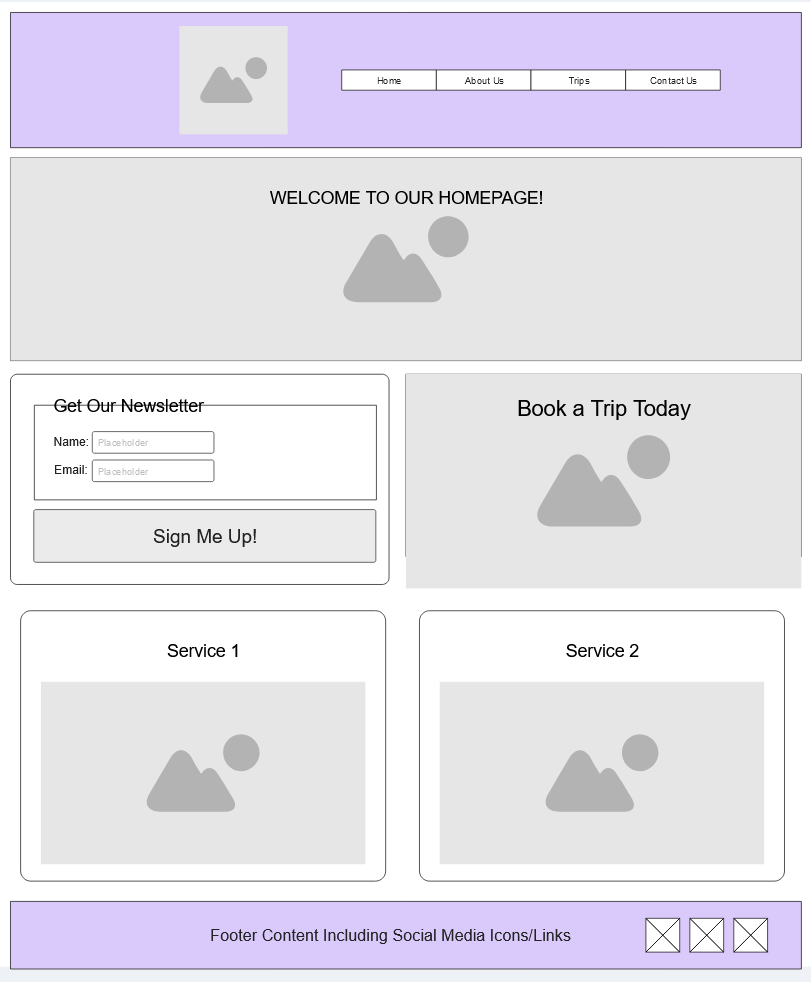 Home About Us Trips Contact Us
WELCOME TO OUR HOMEPAGE!
Get Our Newsletter
Name: Placeholder
Email: Placeholder
Sign Me Up!
Book a Trip Today
Service 1
Service 2
Footer Content Including Social Media Icons/Links